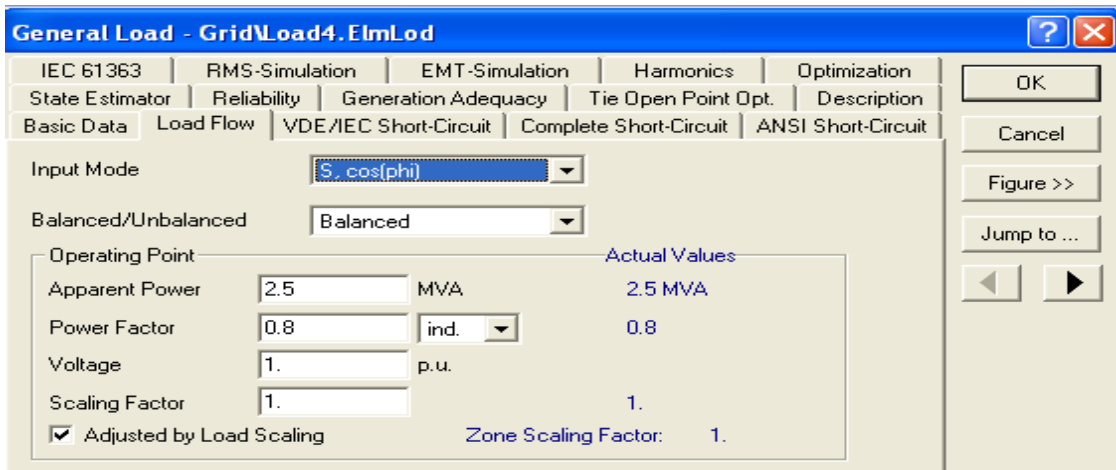 General Load - Grid\Load4.ElmLod
IEC 61363 RMS-Simulation EMT-Simulation Harmonics Optimization
State Estimator Reliability Generation Adequacy Tie Open Point Opt. Description
Basic Data Load Flow VDE/IEC Short-Circuit Complete Short-Circuit ANSI Short-Circuit
OK
Cancel
Figure >>
Jump to ...
Input Mode S, cos(phi)
Balanced/Unbalanced Balanced
Operating Point Actual Values
Apparent Power 2.5 MVA 2.5 MVA
Power Factor 0.8 ind. 0.8
Voltage 1. p.u.
Scaling Factor 1. 1.
Adjusted by Load Scaling Zone Scaling Factor: 1.